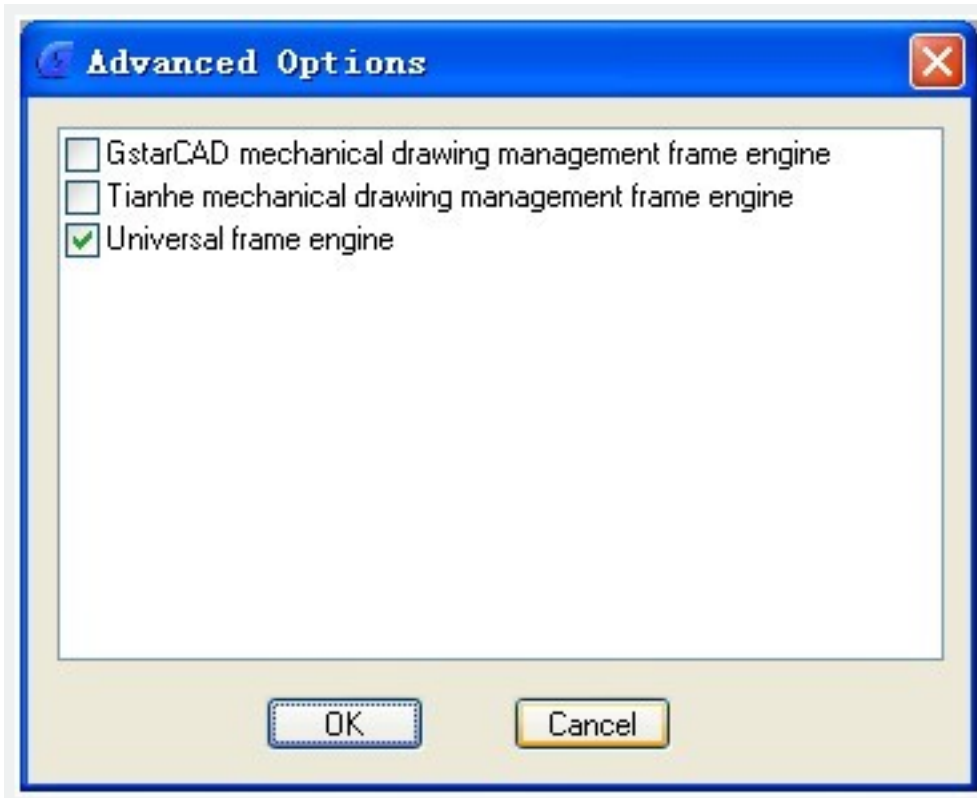 Advanced Options
GstarCAD mechanical drawing management frame engine
Tianhe mechanical drawing management frame engine
Universal frame engine
OK
Cancel